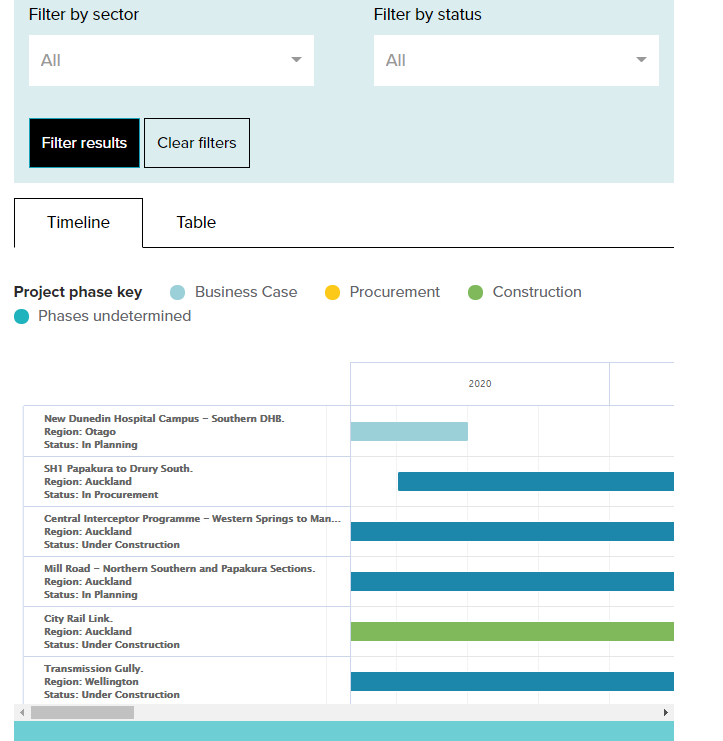 Filter by sector
Filter by status
All
All
Filter results
Clear filters
Timeline
Table
Project phase key
Business Case
Procurement
Construction
Phases undetermined
2020
New Dunedin Hospital Campus – Southern DHB.
Region: Otago
Status: In Planning
SH1 Papakura to Drury South.
Region: Auckland
Status: In Procurement
Central Interceptor Programme – Western Springs to Man...
Region: Auckland
Status: Under Construction
Mill Road – Northern Southern and Papakura Sections.
Region: Auckland
Status: In Planning
City Rail Link.
Region: Auckland
Status: Under Construction
Transmission Gully.
Region: Wellington
Status: Under Construction